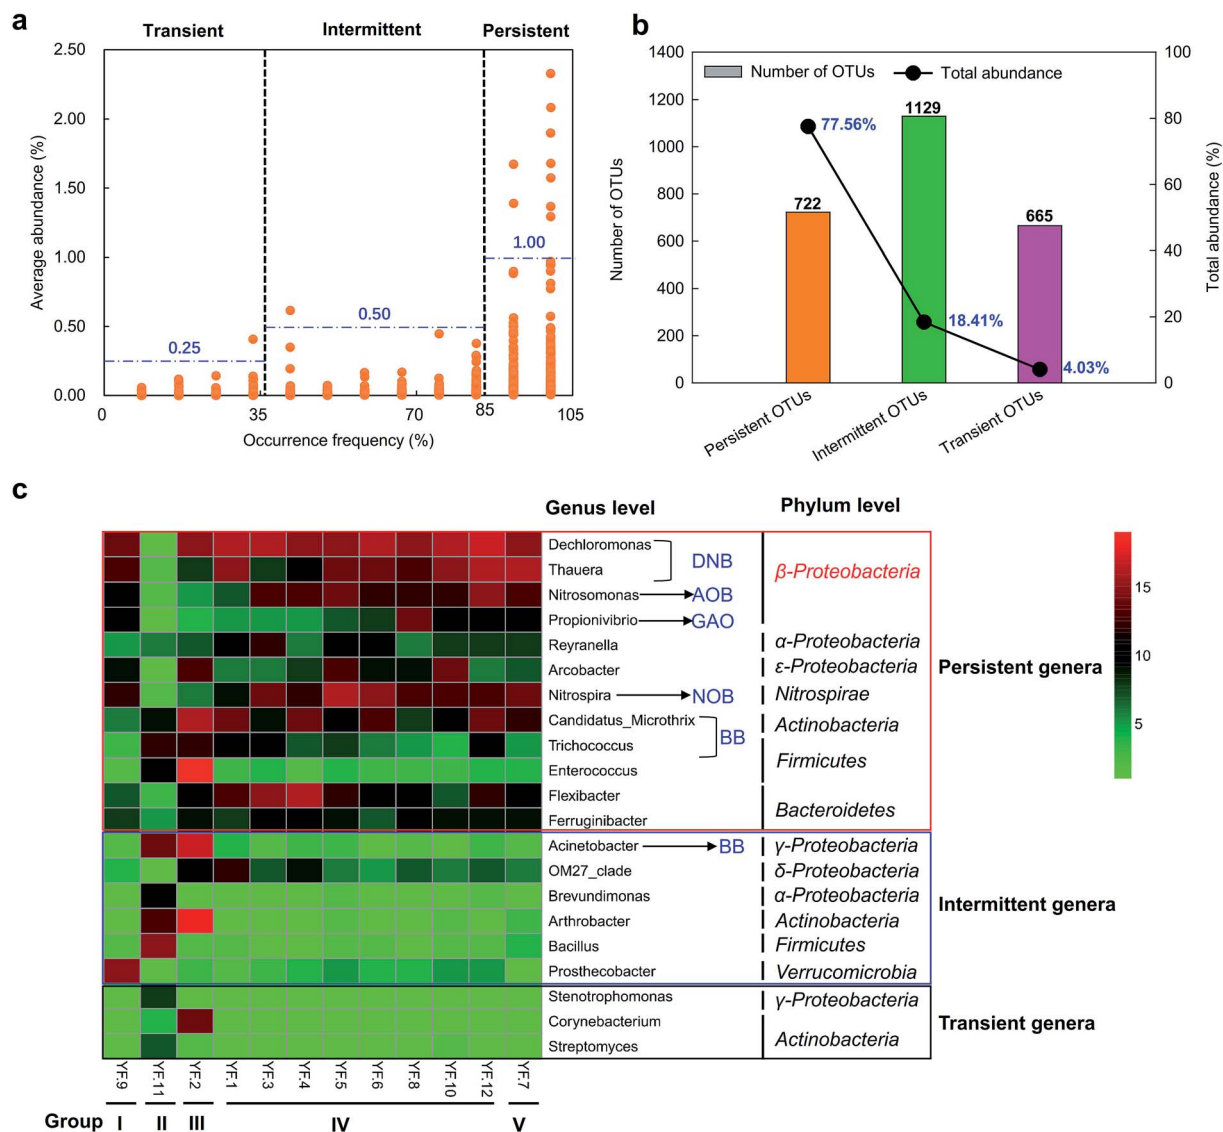 a
Transient Intermittent Persistent
2.50
2.00
1.50
1.00
0.50
0.00
0.25
0.50
1.00
0 35 70 85 105
Average abundance (%)
Occurrence frequency (%)
b
1400
1200
1000
800
600
400
200
0
Number of OTUs
Number of OTUs Total abundance
722
1129
665
77.56%
18.41%
4.03%
100
80
60
40
20
0
Total abundance (%)
Persistent OTUs
Intermittent OTUs
Transient OTUs
c
Genus level Phylum level
Dechloromonas
Thauera
DNB
β-Proteobacteria
Nitrosomonas AOB
Propionivibrio GAO
Reyranella α-Proteobacteria
Arcobacter ε-Proteobacteria
Nitrospira NOB Nitrospirae
Candidatus_Microthrix Actinobacteria
Trichococcus
BB
Enterococcus
Firmicutes
Flexibacter
Ferruginibacter
Bacteroidetes
Persistent genera
Acinetobacter BB γ-Proteobacteria
OM27_clade δ-Proteobacteria
Brevundimonas α-Proteobacteria
Arthrobacter Actinobacteria
Bacillus Firmicutes
Prosthecobacter Verrucomicrobia
Intermittent genera
Stenotrophomonas γ-Proteobacteria
Corynebacterium
Streptomyces
Actinobacteria
Transient genera
15
10
5
YF.9 YF.11 YF.2 YF.1 YF.3 YF.4 YF.5 YF.6 YF.8 YF.10 YF.12 YF.7
Group I II III IV V